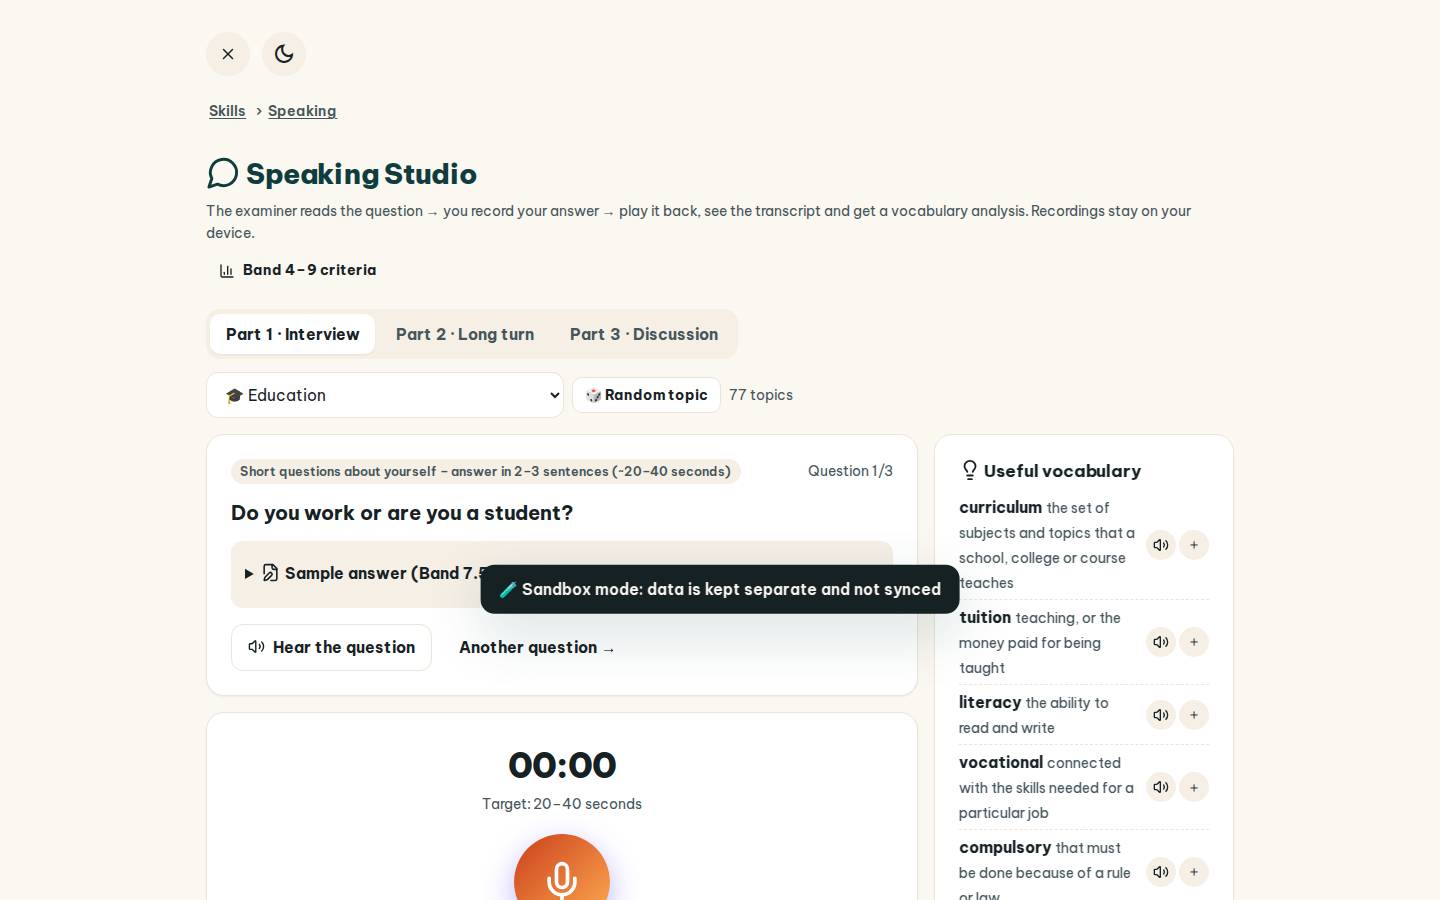 Skills › Speaking
Speaking Studio
The examiner reads the question → you record your answer → play it back, see the transcript and get a vocabulary analysis. Recordings stay on your
device.
Band 4–9 criteria
Part 1 · Interview
Part 2 · Long turn
Part 3 · Discussion
🎓 Education
🎲 Random topic
77 topics
Short questions about yourself – answer in 2–3 sentences (~20–40 seconds)
Question 1/3
Do you work or are you a student?
Sample answer (Band 7.5
🧪 Sandbox mode: data is kept separate and not synced
Hear the question
Another question →
00:00
Target: 20–40 seconds
Useful vocabulary
curriculum the set of
subjects and topics that a
school, college or course
teaches
tuition teaching, or the
money paid for being
taught
literacy the ability to
read and write
vocational connected
with the skills needed for a
particular job
compulsory that must
be done because of a rule
or law